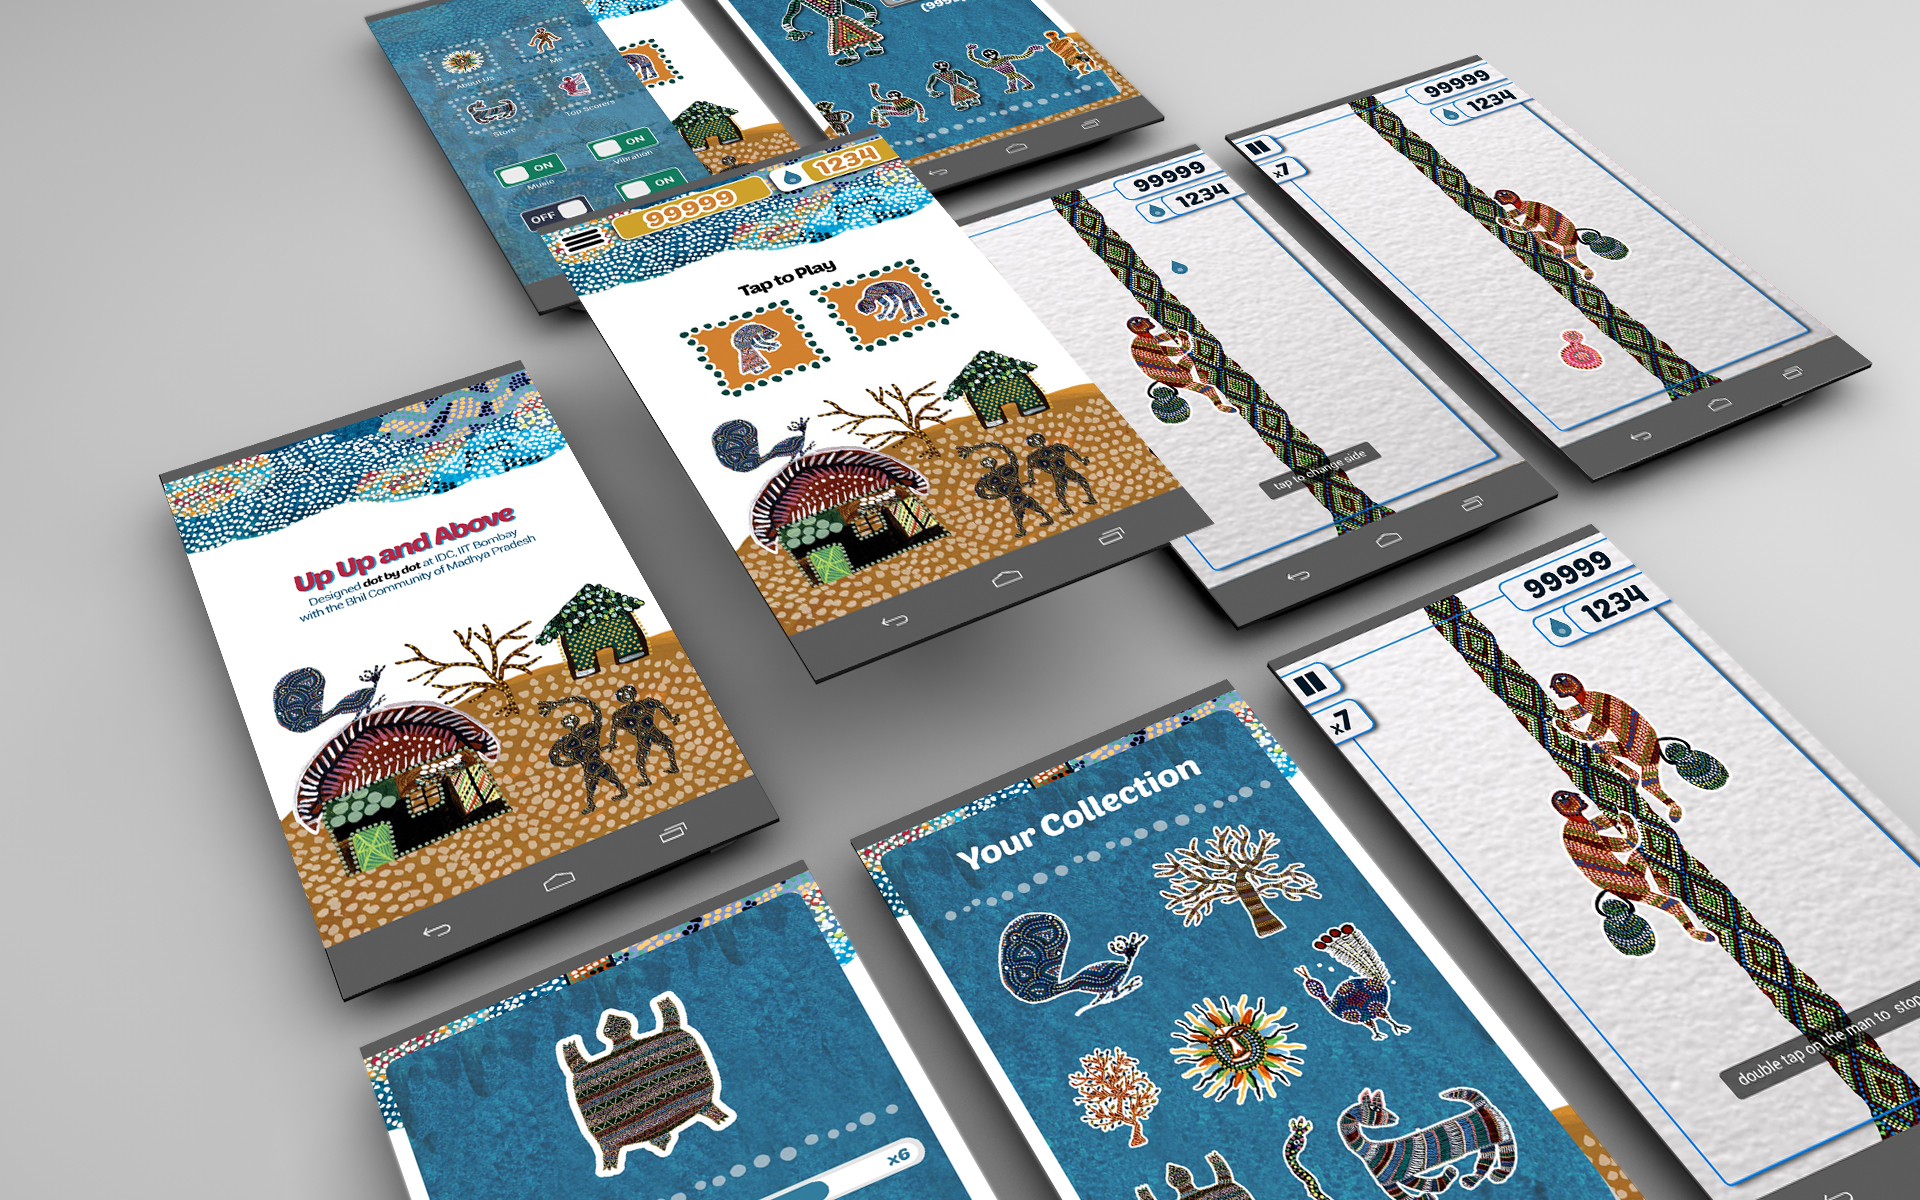 About Us
Me
Store
Top Scorers
ON
Music
ON
Vibration
OFF
ON
(999
99999
1234
Tap to Play
99999
1234
tap to change side
99999
1234
x7
Up Up and Above
Designed dot by dot at IDC, IIT Bombay
with the Bhil Community of Madhya Pradesh
99999
1234
x7
double tap on the man to stop
Your Collection
x6